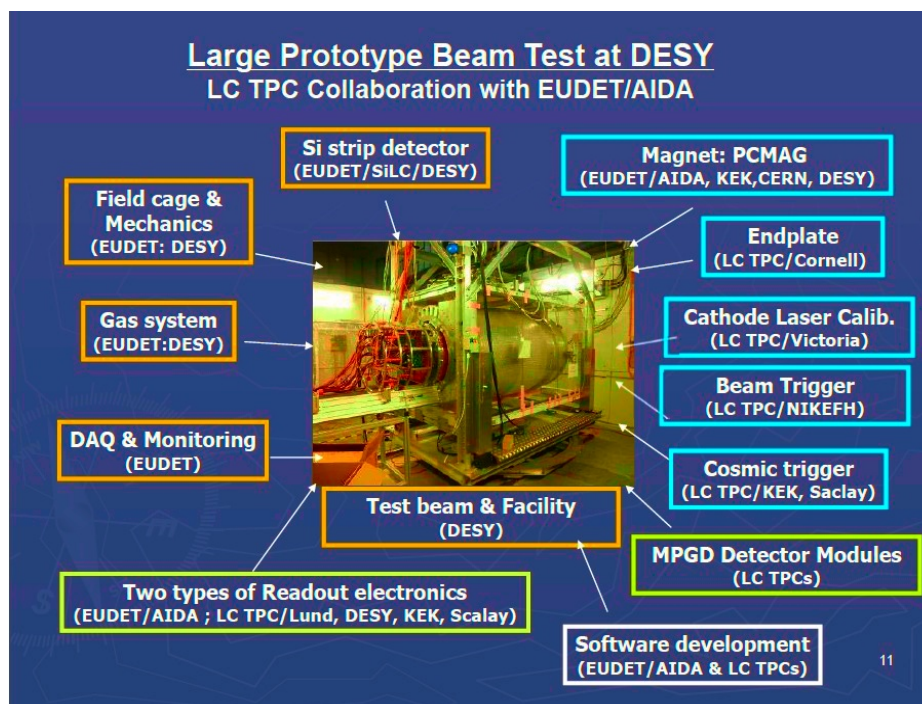 Large Prototype Beam Test at DESY
LC TPC Collaboration with EUDET/AIDA
Si strip detector
(EUDET/SiLC/DESY)
Magnet: PCMAG
(EUDET/AIDA, KEK,CERN, DESY)
Field cage &
Mechanics
(EUDET: DESY)
Endplate
(LC TPC/Cornell)
Gas system
(EUDET:DESY)
Cathode Laser Calib.
(LC TPC/Victoria)
Beam Trigger
(LC TPC/NIKEFH)
DAQ & Monitoring
(EUDET)
Cosmic trigger
(LC TPC/KEK, Saclay)
Test beam & Facility
(DESY)
MPGD Detector Modules
(LC TPCs)
Two types of Readout electronics
(EUDET/AIDA ; LC TPC/Lund, DESY, KEK, Scalay)
Software development
(EUDET/AIDA & LC TPCs)
11